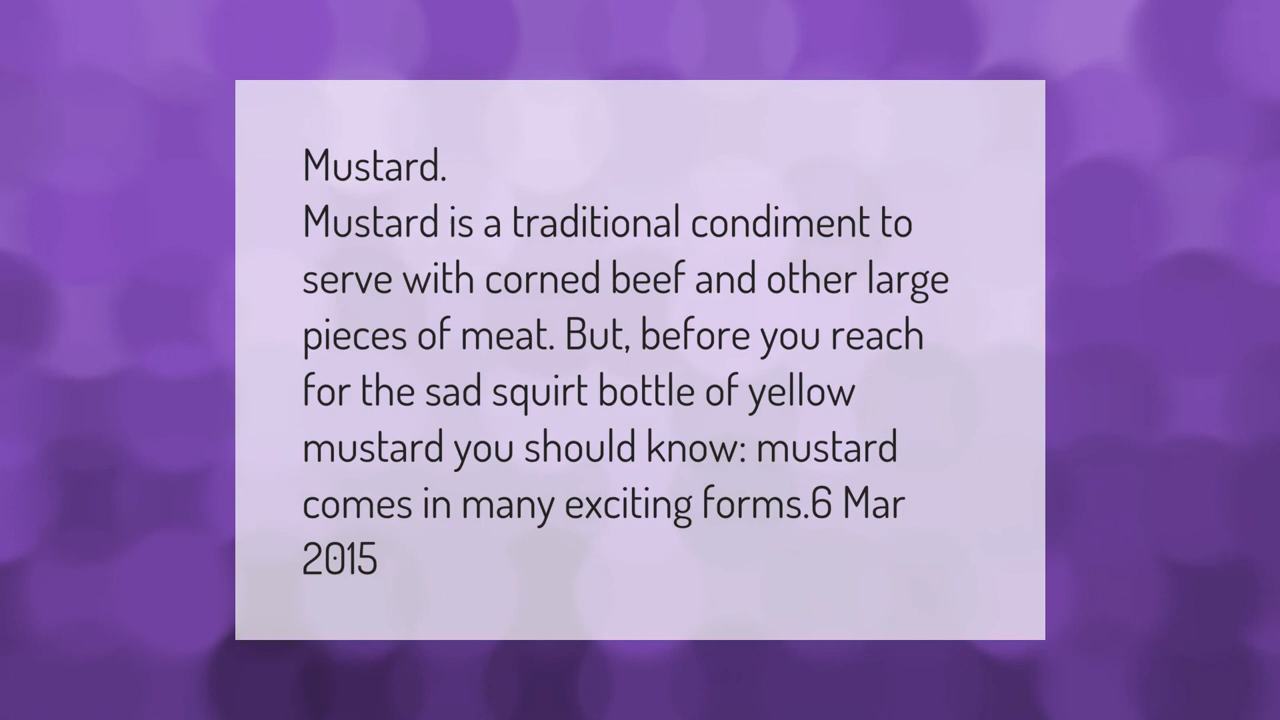 Mustard.
Mustard is a traditional condiment to
serve with corned beef and other large
pieces of meat. But, before you reach
for the sad squirt bottle of yellow
mustard you should know: mustard
comes in many exciting forms.6 Mar
2015